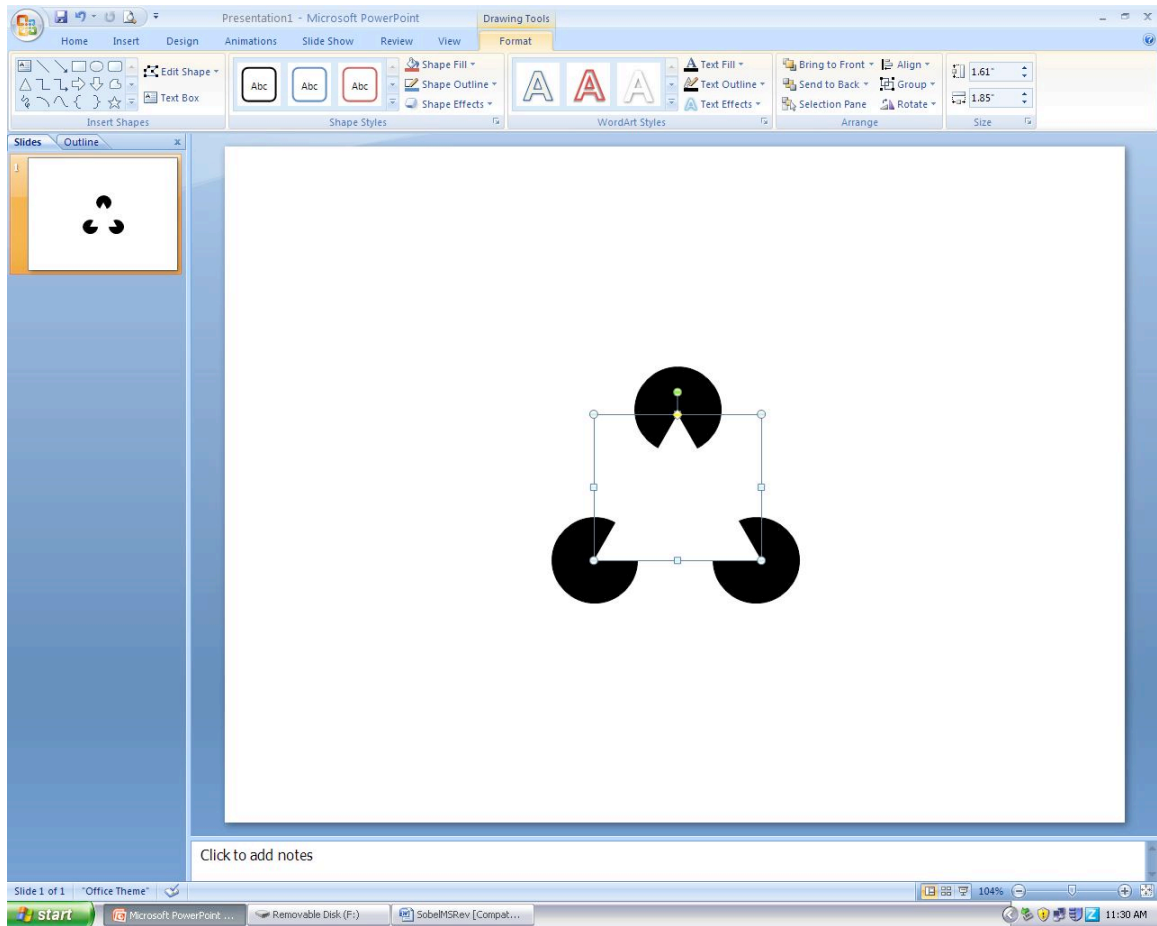 Presentation1 - Microsoft PowerPoint Drawing Tools
Home Insert Design Animations Slide Show Review View Format
Edit Shape
Text Box
Insert Shapes
Abc Abc Abc
Shape Fill
Shape Outline
Shape Effects
Shape Styles
A A A
Text Fill
Text Outline
Text Effects
WordArt Styles
Bring to Front
Send to Back
Selection Pane
Align
Group
Rotate
Arrange
1.61"
1.85"
Size
Slides Outline x
1
Click to add notes
Slide 1 of 1 "Office Theme" 104%
start Microsoft PowerPoint ... Removable Disk (F:) SobelMSRev [Compat... 11:30 AM